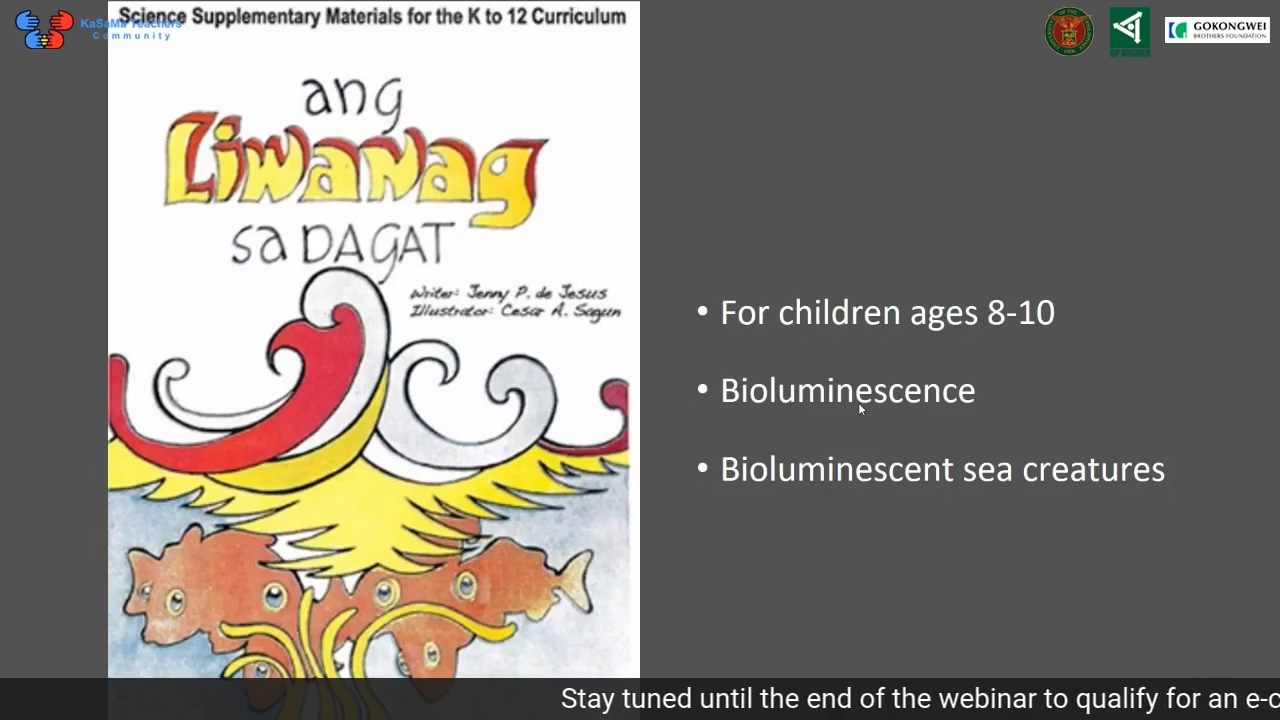 Science Supplementary Materials for the K to 12 Curriculum
KaSaMa Teachers
Community
GOKONGWEI
BROTHERS FOUNDATION
ang
Liwanag
sa DAGAT
Writer: Jenny P. de Jesus
Illustrator: Cesar A. Sagun
• For children ages 8-10
• Bioluminescence
• Bioluminescent sea creatures
Stay tuned until the end of the webinar to qualify for an e-c